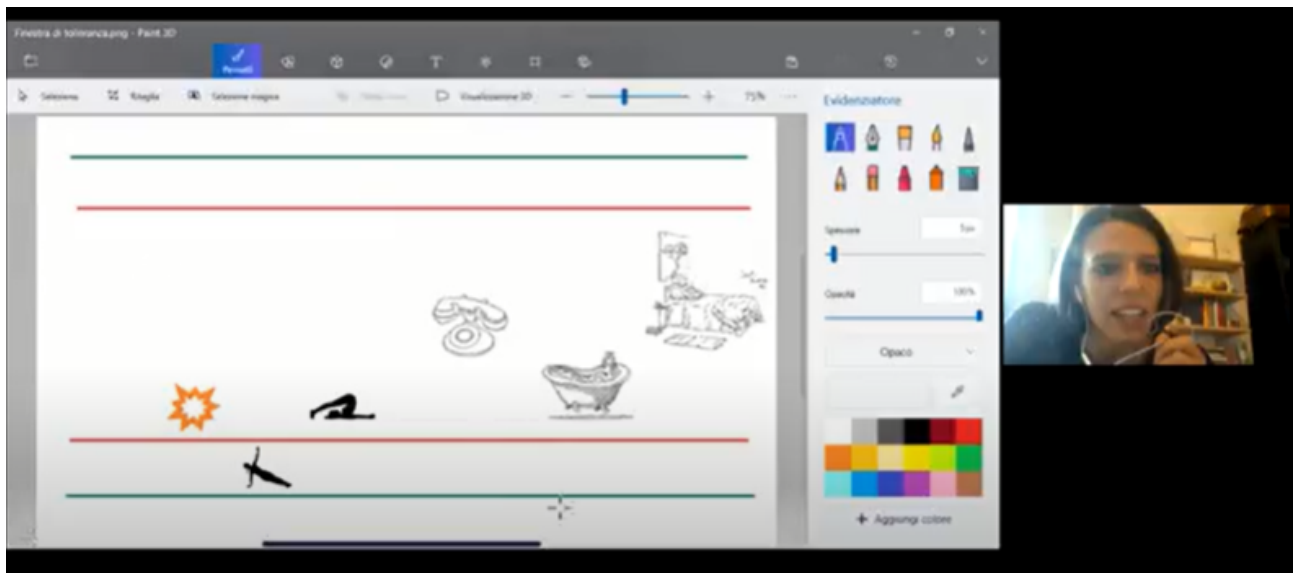 Finestra di tolleranza.png - Paint 3D
Pennelli
Seleziona
Ritaglia
Selezione magica
Visualizzazione 3D
75%
Evidenziatore
Spessore
Opacità
100%
Opaco
Aggiungi colore